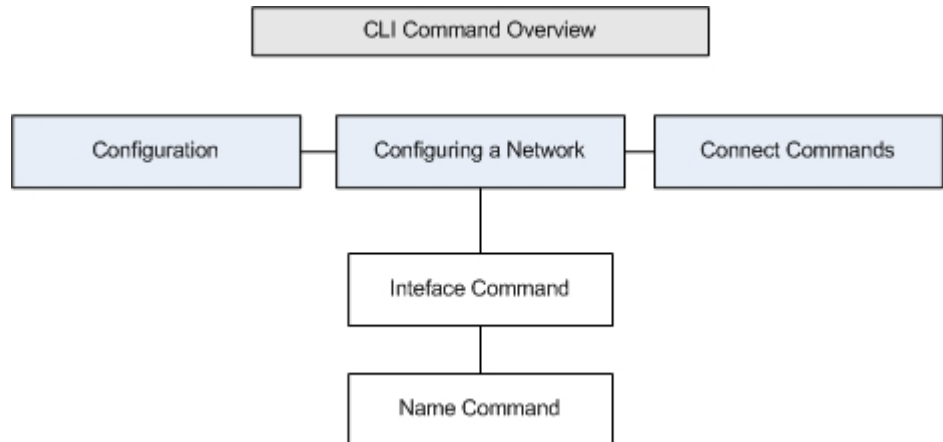 CLI Command Overview
Configuration
Configuring a Network
Connect Commands
Inteface Command
Name Command